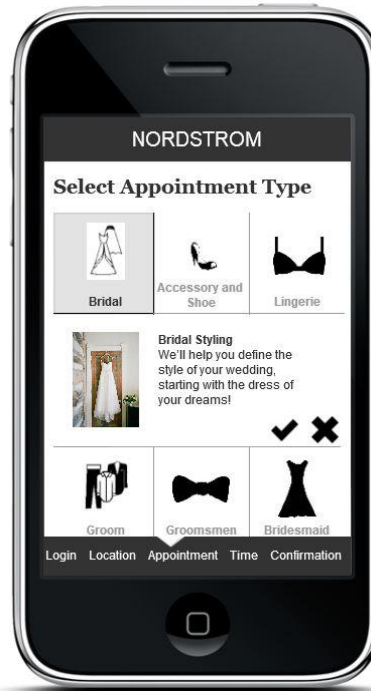 NORDSTROM
Select Appointment Type
Bridal
Accessory and
Shoe
Lingerie
Bridal Styling
We'll help you define the
style of your wedding,
starting with the dress of
your dreams!
Groom
Groomsmen
Bridesmaid
Login Location Appointment Time Confirmation